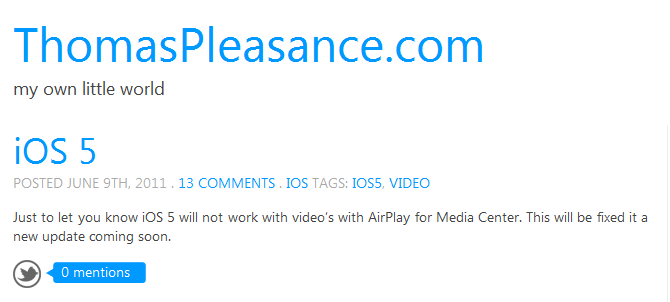 ThomasPleasance.com
my own little world
iOS 5
POSTED JUNE 9TH, 2011 . 13 COMMENTS . IOS TAGS: IOS5, VIDEO
Just to let you know iOS 5 will not work with video's with AirPlay for Media Center. This will be fixed it a
new update coming soon.
0 mentions